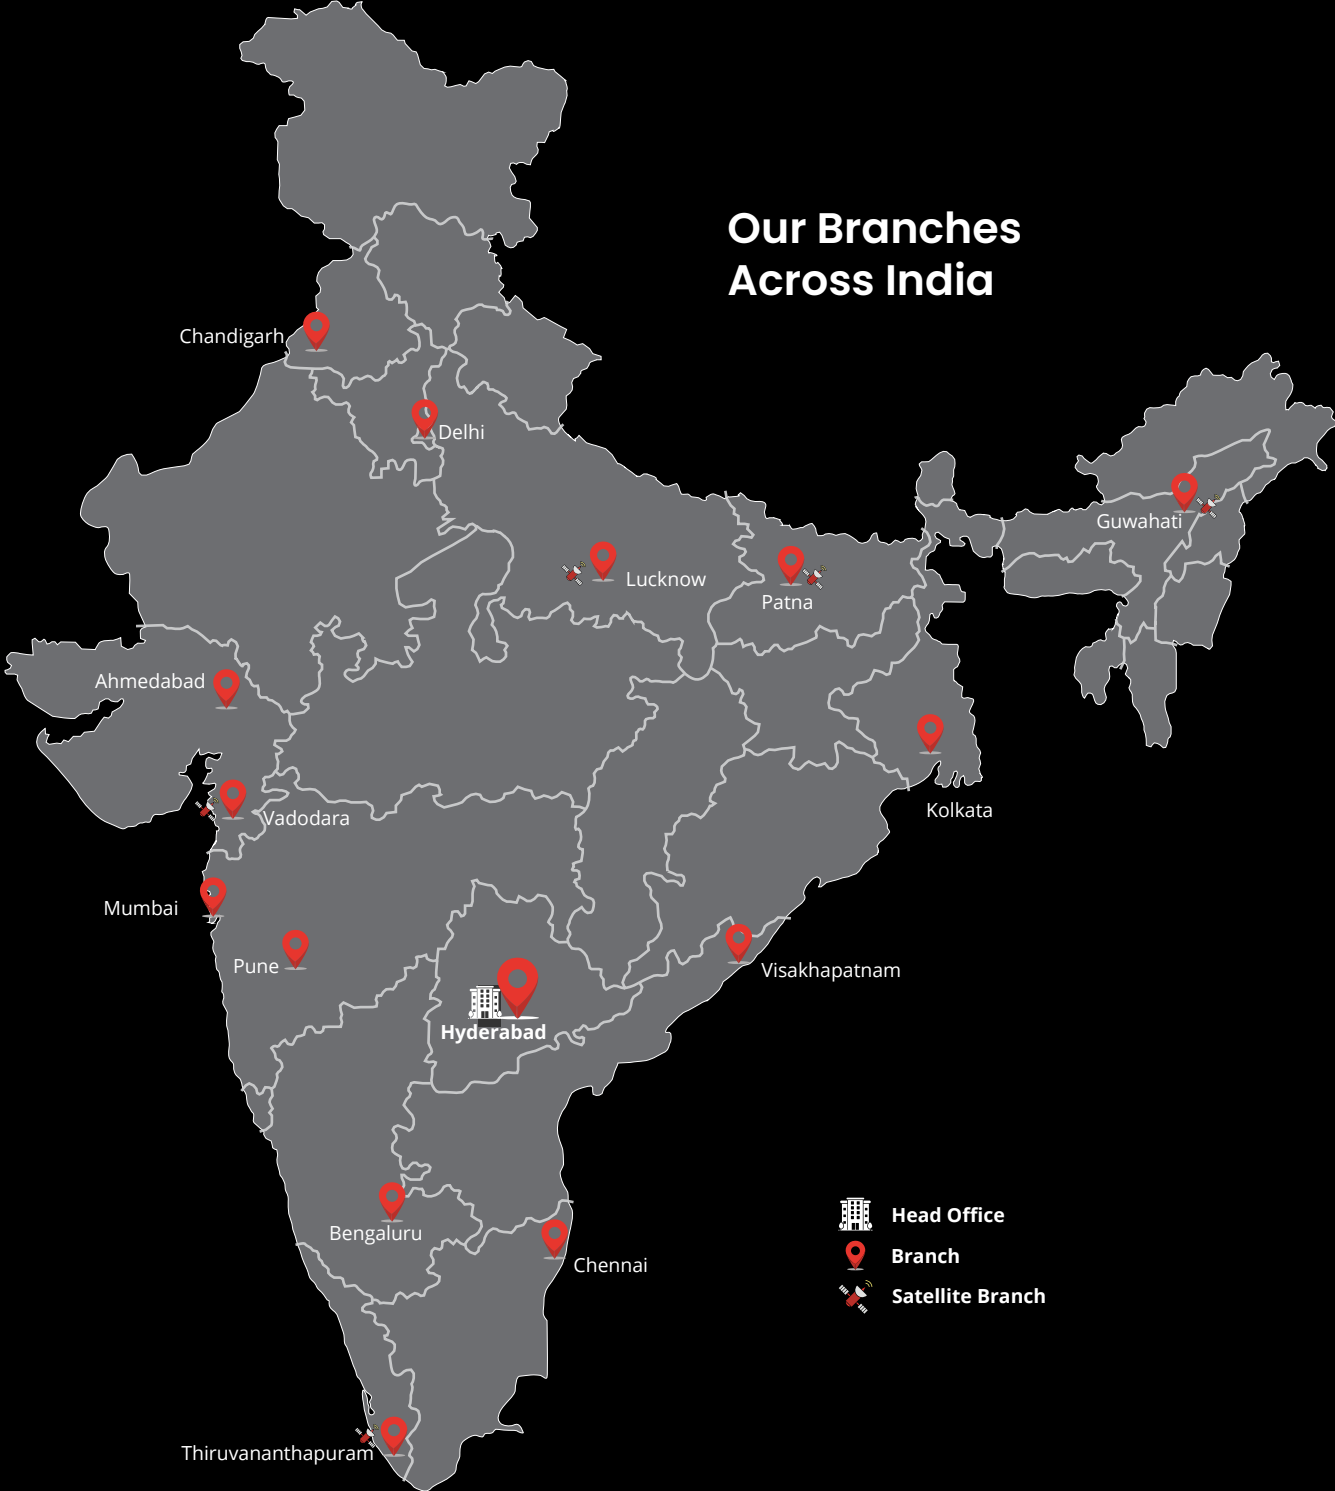 Our Branches
Across India
Chandigarh
Delhi
Guwahati
Lucknow
Patna
Ahmedabad
Kolkata
Vadodara
Mumbai
Pune
Visakhapatnam
Hyderabad
Bengaluru
Chennai
Thiruvananthapuram
Head Office
Branch
Satellite Branch